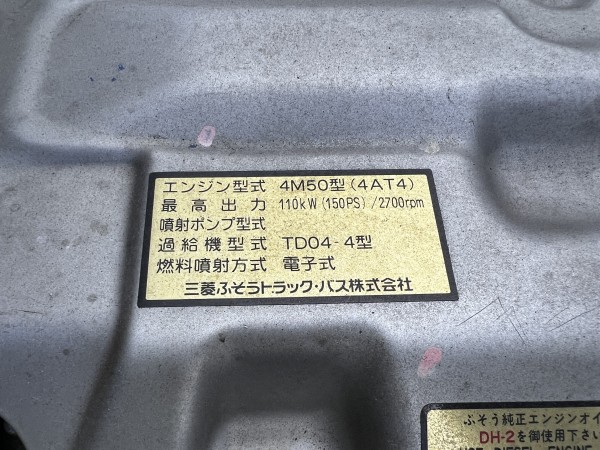 エンジン型式 4M50型(4AT4)
最高出力 110kW(150PS)/2700rpm
噴射ポンプ型式
過給機型式 TD04-4型
燃料噴射方式 電子式
三菱ふそうトラック・バス株式会社
ふそう純正エンジンオイ
DH-2を御使用下さい
DIESEL ENGINE